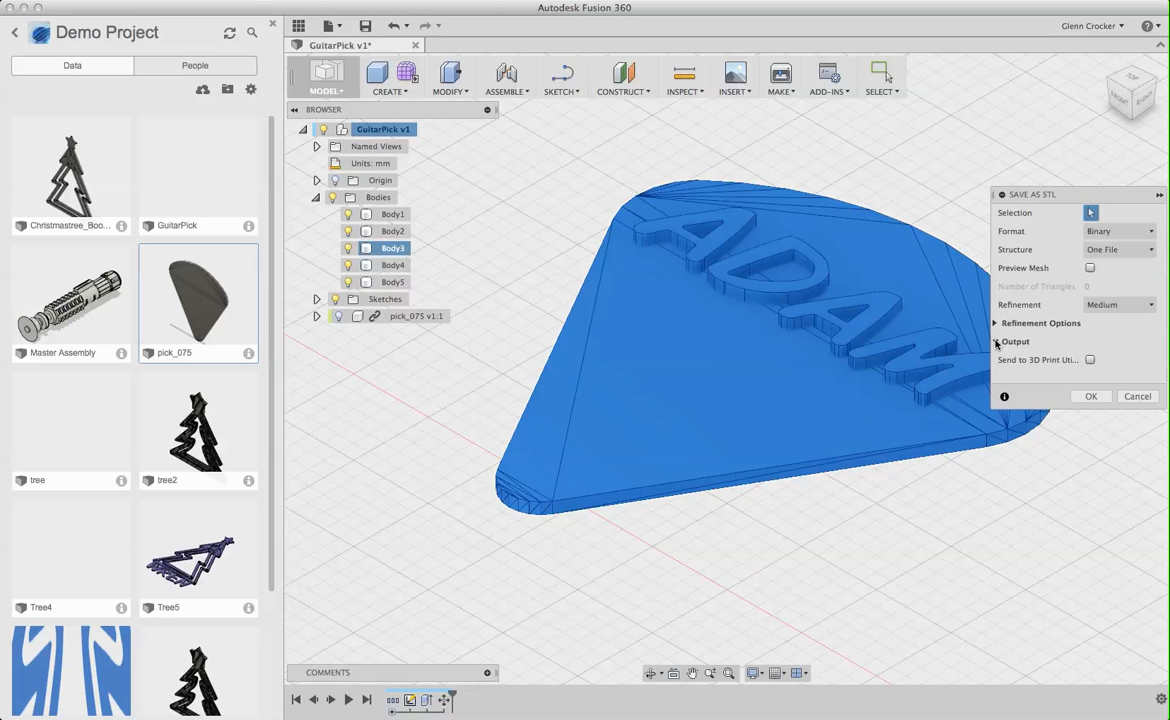 Autodesk Fusion 360
Demo Project
Data
People
Christmastree_Boo...
GuitarPick
Master Assembly
pick_075
tree
tree2
Tree4
Tree5
Glenn Crocker
GuitarPick v1*
MODEL
CREATE
MODIFY
ASSEMBLE
SKETCH
CONSTRUCT
INSPECT
INSERT
MAKE
ADD-INS
SELECT
TOP
FRONT
RIGHT
BROWSER
GuitarPick v1
Named Views
Units: mm
Origin
Bodies
Body1
Body2
Body3
Body4
Body5
Sketches
pick_075 v1:1
ADAM
SAVE AS STL
Selection
Format Binary
Structure One File
Preview Mesh
Number of Triangles 0
Refinement Medium
Refinement Options
Output
Send to 3D Print Uti...
OK Cancel
COMMENTS